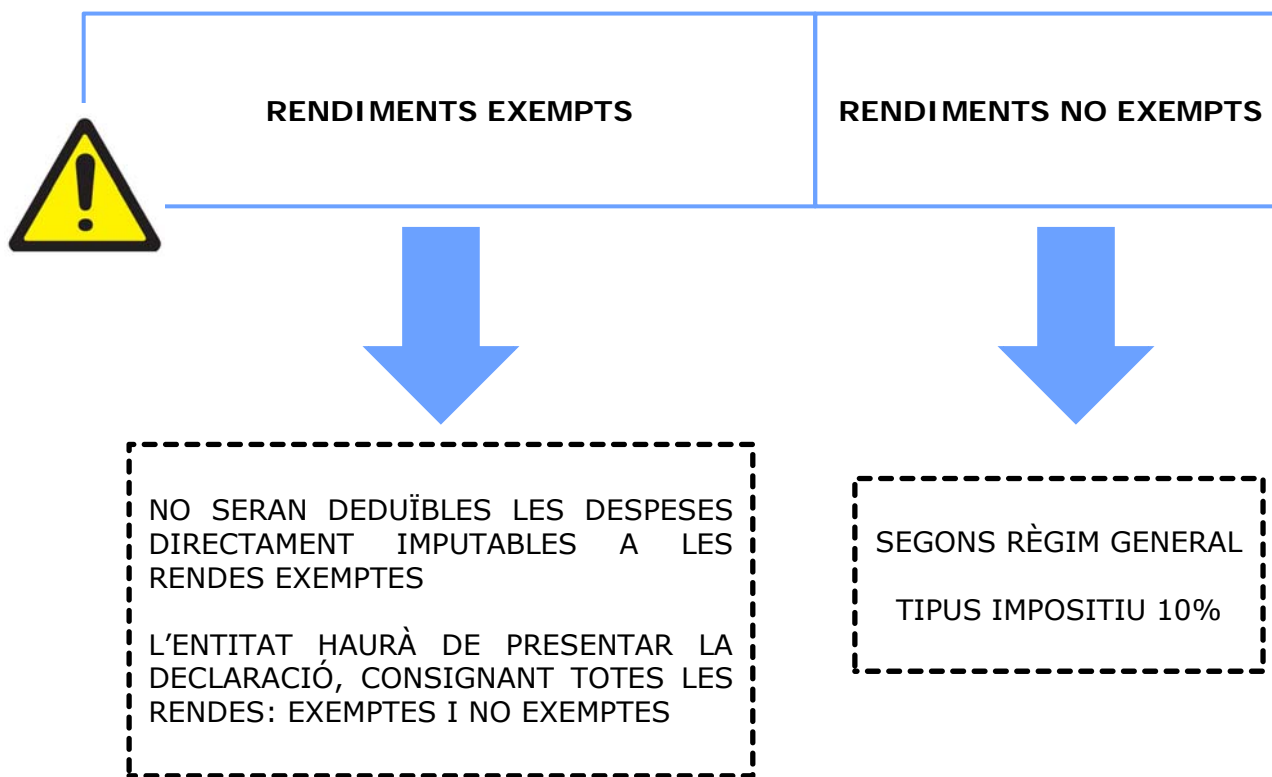 RENDIMENTS EXEMPTS
RENDIMENTS NO EXEMPTS
NO SERAN DEDUÏBLES LES DESPESES
DIRECTAMENT IMPUTABLES A LES
RENDES EXEMPTES
L'ENTITAT HAURÀ DE PRESENTAR LA
DECLARACIÓ, CONSIGNANT TOTES LES
RENDES: EXEMPTES I NO EXEMPTES
SEGONS RÈGIM GENERAL
TIPUS IMPOSITIU 10%